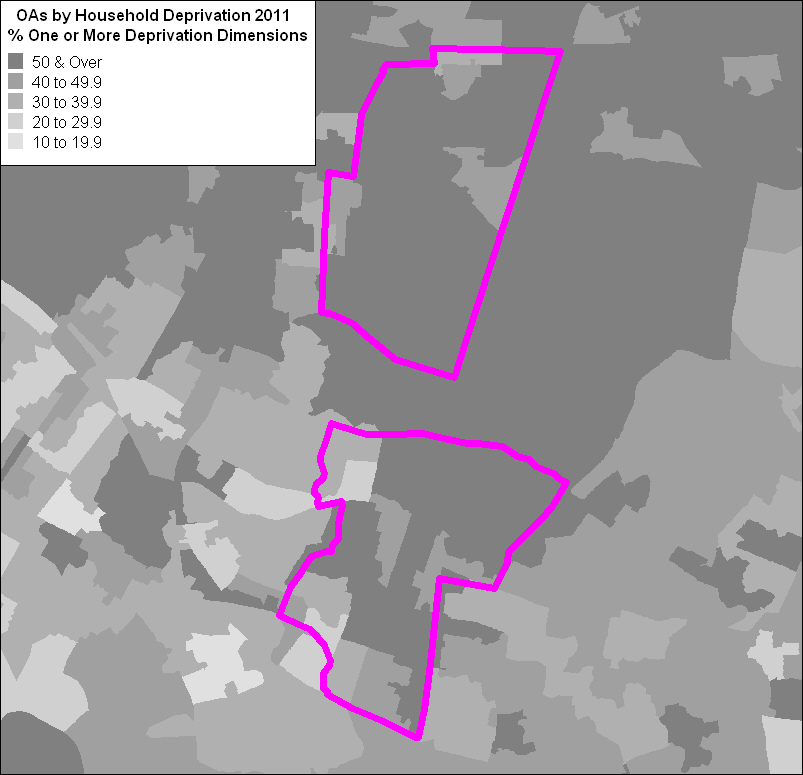 OAs by Household Deprivation 2011
% One or More Deprivation Dimensions
50 & Over
40 to 49.9
30 to 39.9
20 to 29.9
10 to 19.9